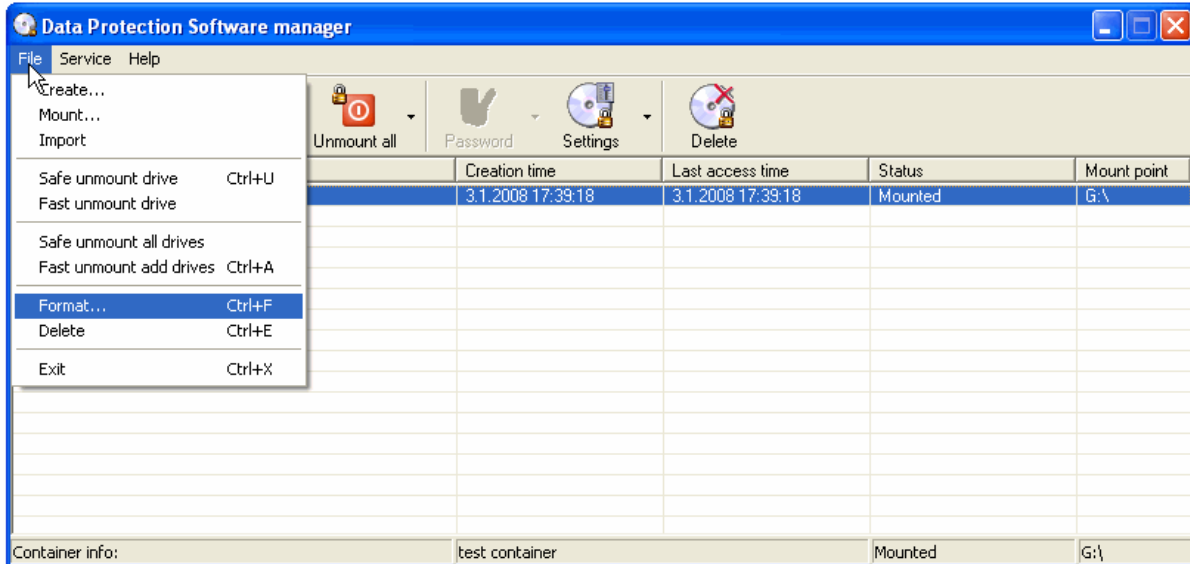 Data Protection Software manager
File Service Help
Create...
Mount...
Import
Safe unmount drive Ctrl+U
Fast unmount drive
Safe unmount all drives
Fast unmount add drives Ctrl+A
Format... Ctrl+F
Delete Ctrl+E
Exit Ctrl+X
Unmount all Password Settings Delete
Creation time Last access time Status Mount point
3.1.2008 17:39:18 3.1.2008 17:39:18 Mounted G:\
Container info: test container Mounted G:\